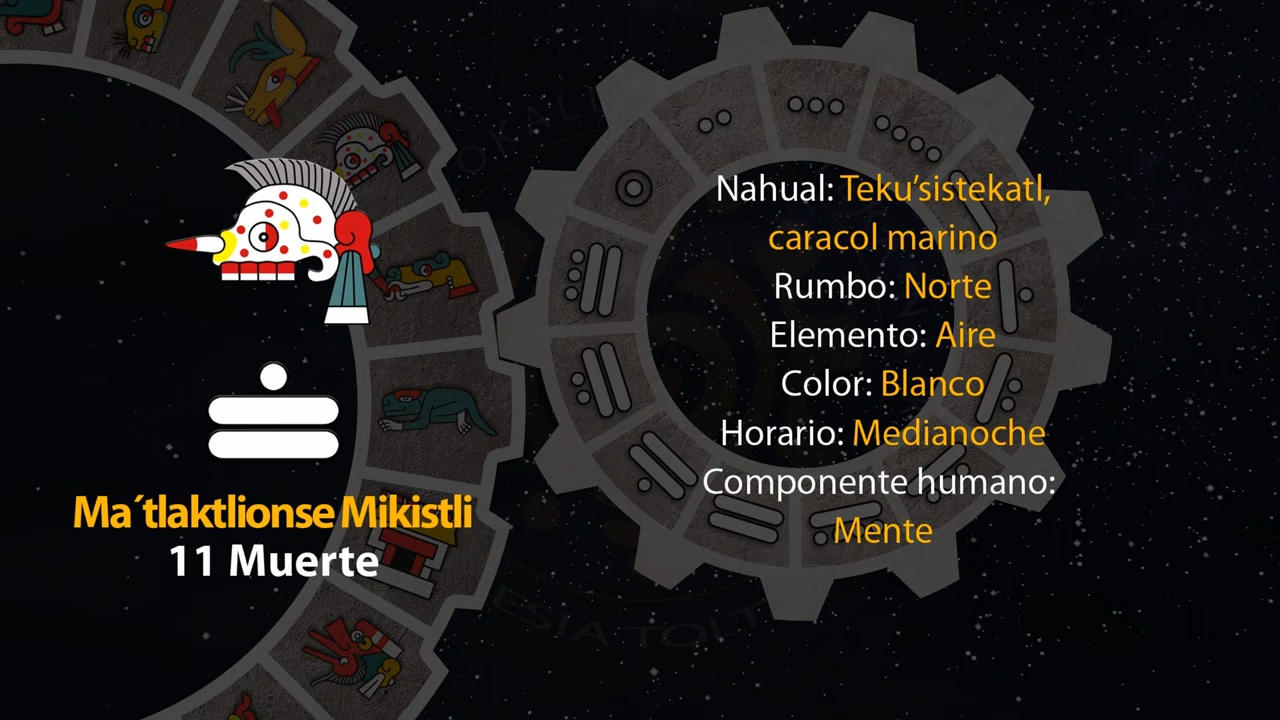 Ma´tlaktlionse Mikistli
11 Muerte
Nahual: Teku’sistekatl,
caracol marino
Rumbo: Norte
Elemento: Aire
Color: Blanco
Horario: Medianoche
Componente humano:
Mente